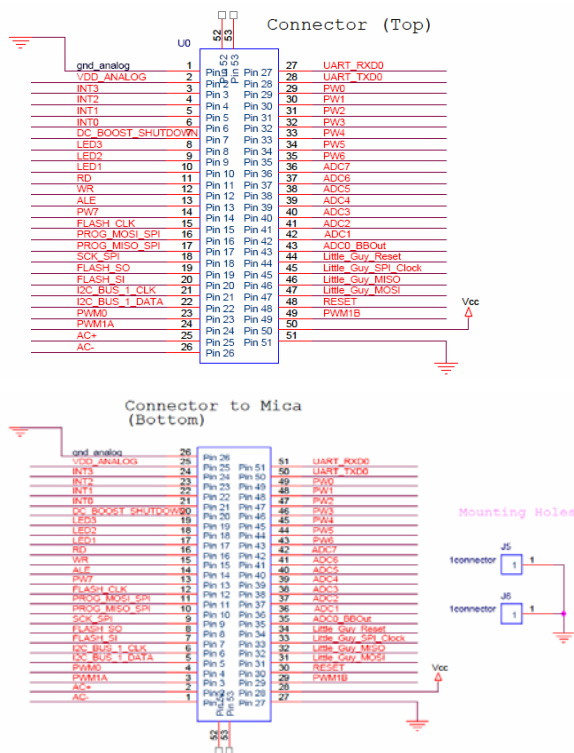 Connector (Top)
52 53
U0
gnd_analog 1 Pin 1 Pin 27 27 UART_RXD0
VDD_ANALOG 2 Pin 2 Pin 28 28 UART_TXD0
INT3 3 Pin 3 Pin 29 29 PW0
INT2 4 Pin 4 Pin 30 30 PW1
INT1 5 Pin 5 Pin 31 31 PW2
INT0 6 Pin 6 Pin 32 32 PW3
DC_BOOST_SHUTDOWN 7 Pin 7 Pin 33 33 PW4
LED3 8 Pin 8 Pin 34 34 PW5
LED2 9 Pin 9 Pin 35 35 PW6
LED1 10 Pin 10 Pin 36 36 ADC7
RD 11 Pin 11 Pin 37 37 ADC6
WR 12 Pin 12 Pin 38 38 ADC5
ALE 13 Pin 13 Pin 39 39 ADC4
PW7 14 Pin 14 Pin 40 40 ADC3
FLASH_CLK 15 Pin 15 Pin 41 41 ADC2
PROG_MOSI_SPI 16 Pin 16 Pin 42 42 ADC1
PROG_MISO_SPI 17 Pin 17 Pin 43 43 ADC0_BBOut
SCK_SPI 18 Pin 18 Pin 44 44 Little_Guy_Reset
FLASH_SO 19 Pin 19 Pin 45 45 Little_Guy_SPI_Clock
FLASH_SI 20 Pin 20 Pin 46 46 Little_Guy_MISO
I2C_BUS_1_CLK 21 Pin 21 Pin 47 47 Little_Guy_MOSI
I2C_BUS_1_DATA 22 Pin 22 Pin 48 48 RESET
PWM0 23 Pin 23 Pin 49 49 PWM1B
PWM1A 24 Pin 24 Pin 50 50 Vcc
AC+ 25 Pin 25 Pin 51 51
AC- 26 Pin 26
Pin 52 Pin 53
Connector to Mica
(Bottom)
gnd_analog 26 Pin 26
VDD_ANALOG 25 Pin 25 Pin 51 51 UART_RXD0
INT3 24 Pin 24 Pin 50 50 UART_TXD0
INT2 23 Pin 23 Pin 49 49 PW0
INT1 22 Pin 22 Pin 48 48 PW1
INT0 21 Pin 21 Pin 47 47 PW2
DC_BOOST_SHUTDOWN 20 Pin 20 Pin 46 46 PW3
LED3 19 Pin 19 Pin 45 45 PW4
LED2 18 Pin 18 Pin 44 44 PW5
LED1 17 Pin 17 Pin 43 43 PW6
RD 16 Pin 16 Pin 42 42 ADC7
WR 15 Pin 15 Pin 41 41 ADC6
ALE 14 Pin 14 Pin 40 40 ADC5
PW7 13 Pin 13 Pin 39 39 ADC4
FLASH_CLK 12 Pin 12 Pin 38 38 ADC3
PROG_MOSI_SPI 11 Pin 11 Pin 37 37 ADC2
PROG_MISO_SPI 10 Pin 10 Pin 36 36 ADC1
SCK_SPI 9 Pin 9 Pin 35 35 ADC0_BBOut
FLASH_SO 8 Pin 8 Pin 34 34 Little_Guy_Reset
FLASH_SI 7 Pin 7 Pin 33 33 Little_Guy_SPI_Clock
I2C_BUS_1_CLK 6 Pin 6 Pin 32 32 Little_Guy_MISO
I2C_BUS_1_DATA 5 Pin 5 Pin 31 31 Little_Guy_MOSI
PWM0 4 Pin 4 Pin 30 30 RESET
PWM1A 3 Pin 3 Pin 29 29 PWM1B
AC+ 2 Pin 28 28 Vcc
AC- 1 Pin 27 27
Pin 52 Pin 53
52 53
Mounting Holes
J5
1connector 1 1
J6
1connector 1 1